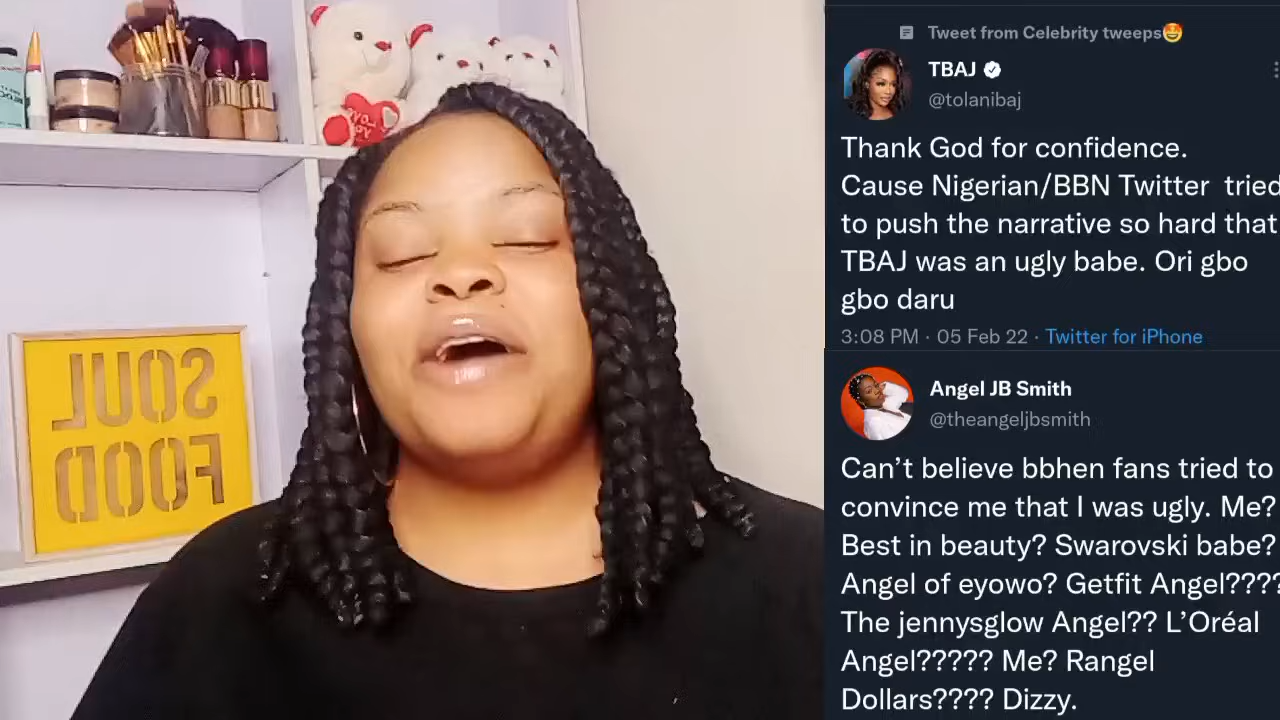 SOUL
FOOD
Tweet from Celebrity tweeps🤩
TBAJ
@tolanibaj
Thank God for confidence.
Cause Nigerian/BBN Twitter tried
to push the narrative so hard that
TBAJ was an ugly babe. Ori gbo
gbo daru
3:08 PM · 05 Feb 22 · Twitter for iPhone
Angel JB Smith
@theangeljbsmith
Can’t believe bbhen fans tried to
convince me that I was ugly. Me?
Best in beauty? Swarovski babe?
Angel of eyowo? Getfit Angel????
The jennysglow Angel?? L’Oréal
Angel????? Me? Rangel
Dollars???? Dizzy.